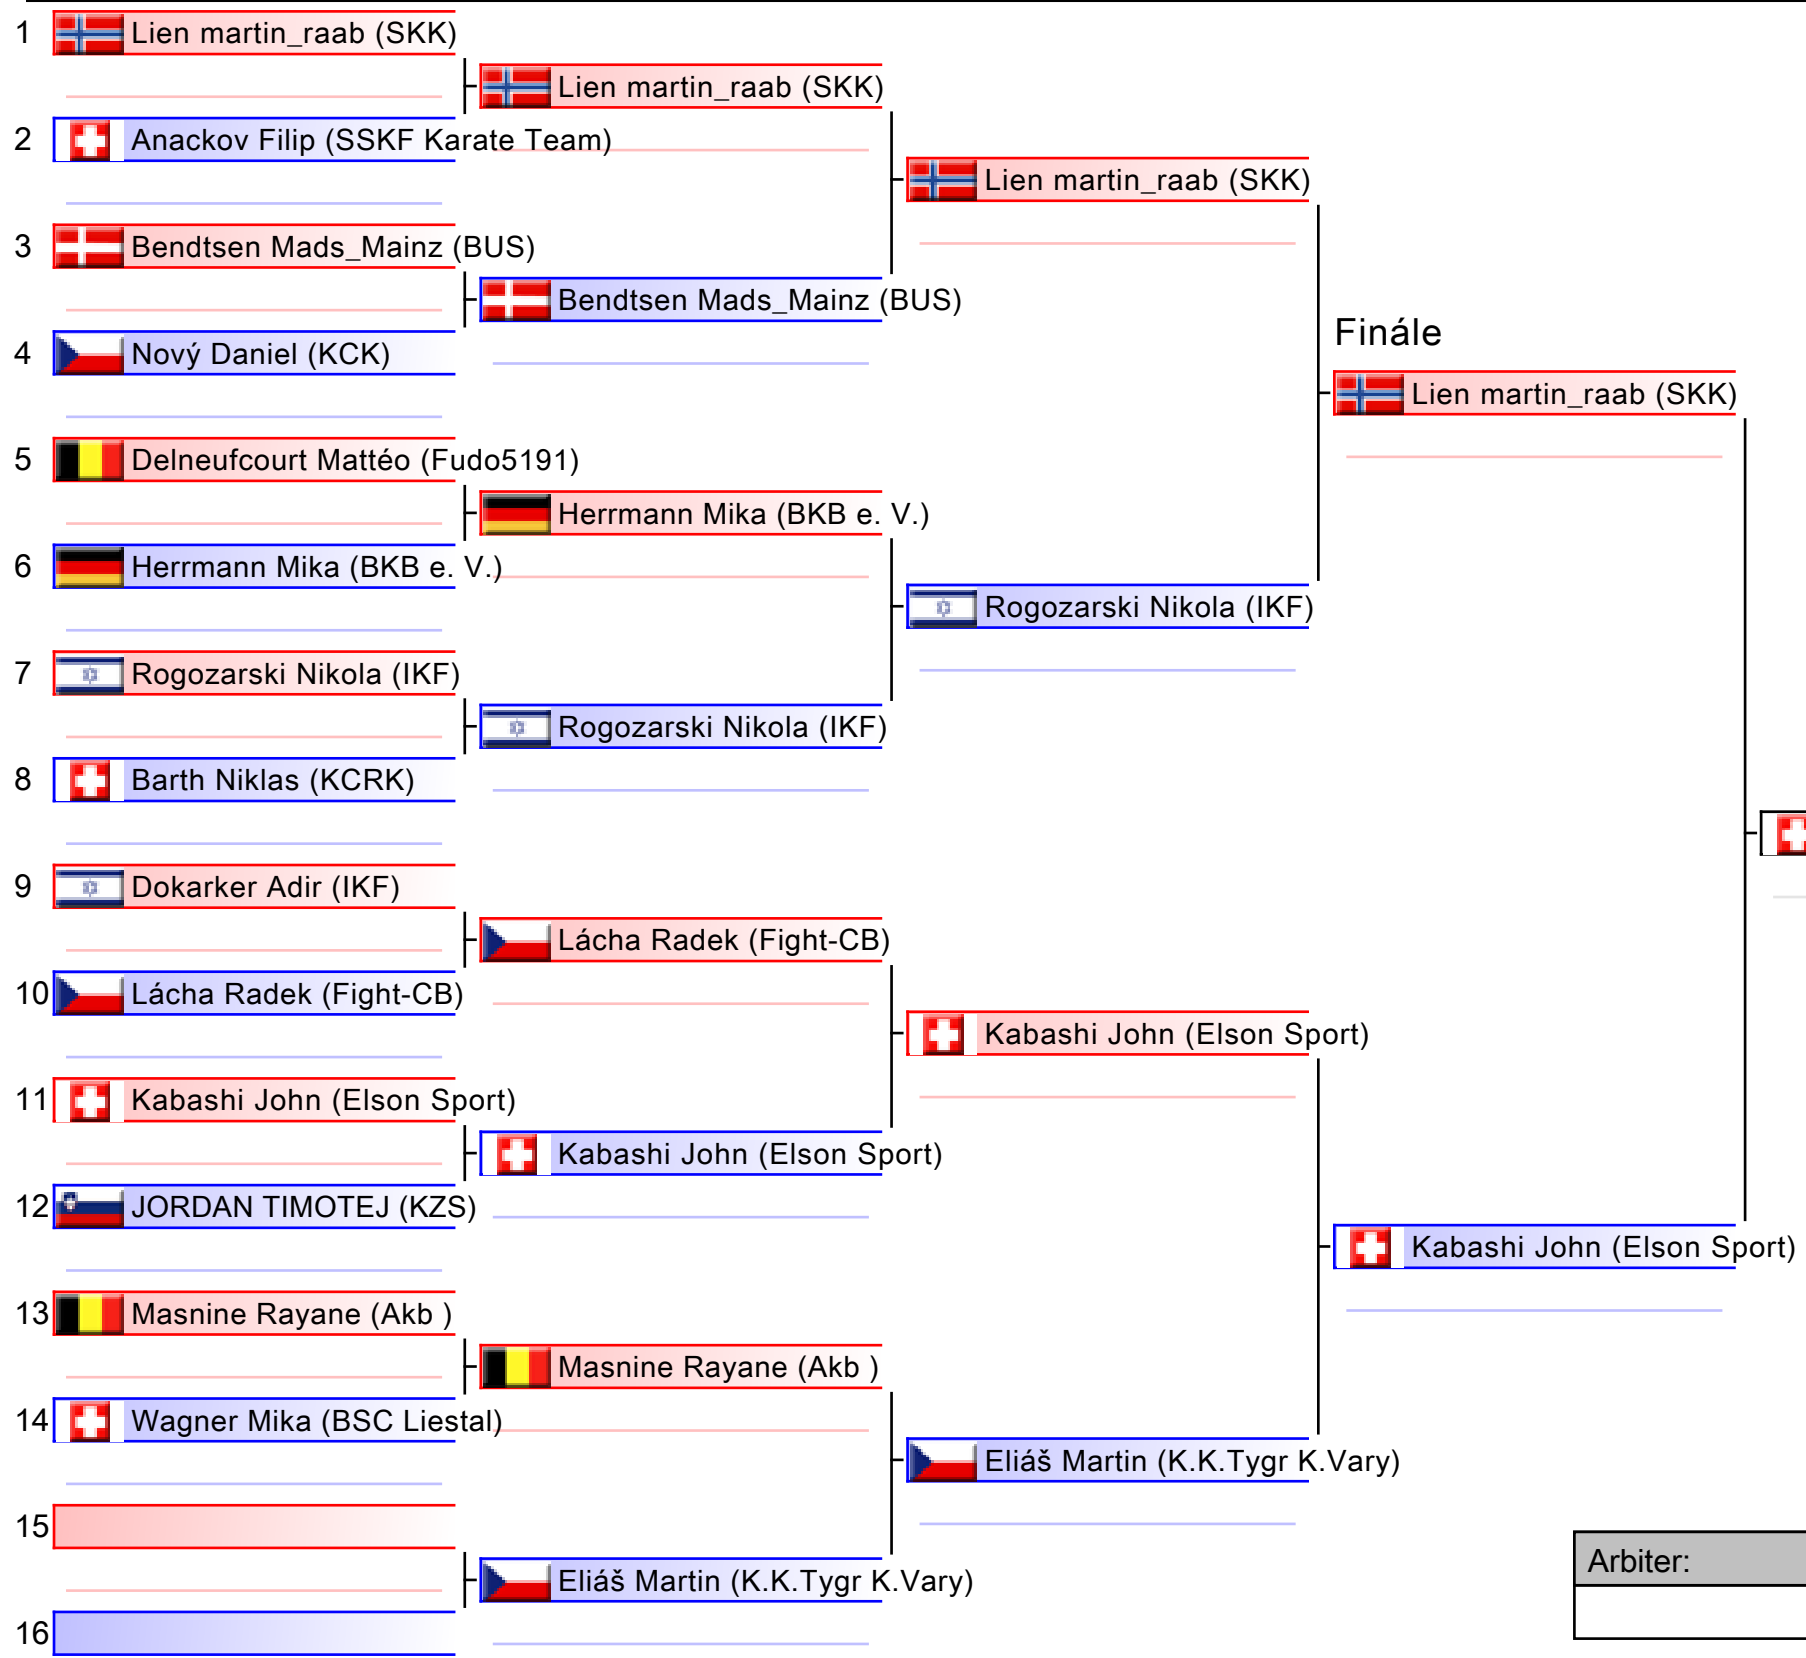 1 Lien martin_raab (SKK)
Lien martin_raab (SKK)
2 Anackov Filip (SSKF Karate Team)
Lien martin_raab (SKK)
3 Bendtsen Mads_Mainz (BUS)
Bendtsen Mads_Mainz (BUS)
Finále
4 Nový Daniel (KCK)
Lien martin_raab (SKK)
5 Delneufcourt Mattéo (Fudo5191)
Herrmann Mika (BKB e. V.)
6 Herrmann Mika (BKB e. V.)
Rogozarski Nikola (IKF)
7 Rogozarski Nikola (IKF)
Rogozarski Nikola (IKF)
8 Barth Niklas (KCRK)
9 Dokarker Adir (IKF)
Lácha Radek (Fight-CB)
10 Lácha Radek (Fight-CB)
Kabashi John (Elson Sport)
11 Kabashi John (Elson Sport)
Kabashi John (Elson Sport)
12 JORDAN TIMOTEJ (KZS)
Kabashi John (Elson Sport)
13 Masnine Rayane (Akb )
Masnine Rayane (Akb )
14 Wagner Mika (BSC Liestal)
Eliáš Martin (K.K.Tygr K.Vary)
15
Arbiter:
Eliáš Martin (K.K.Tygr K.Vary)
16